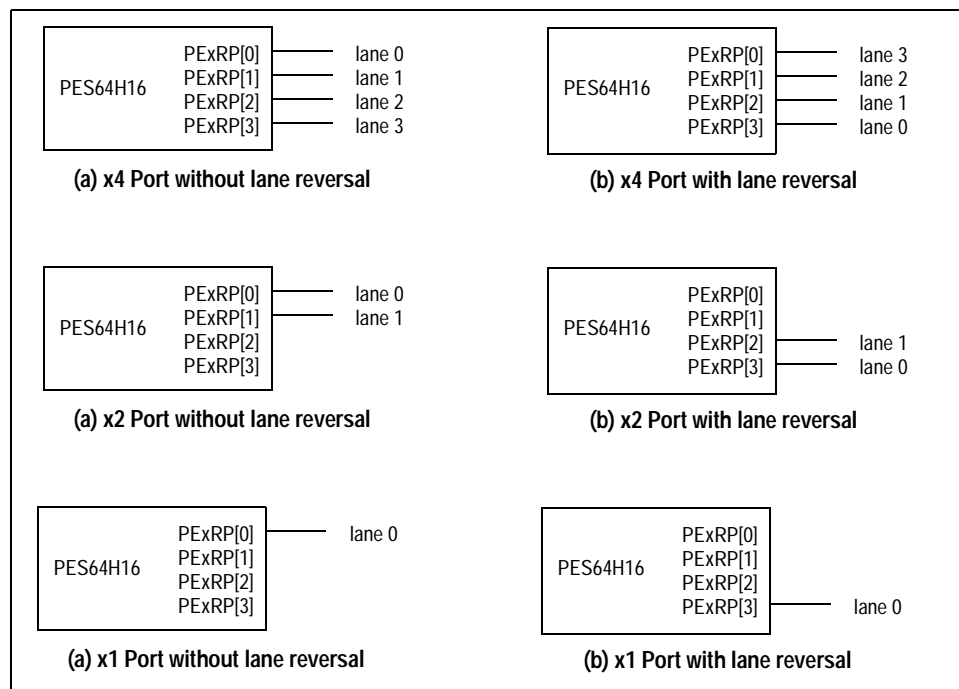 PES64H16
PExRP[0] lane 0
PExRP[1] lane 1
PExRP[2] lane 2
PExRP[3] lane 3
(a) x4 Port without lane reversal
PES64H16
PExRP[0] lane 3
PExRP[1] lane 2
PExRP[2] lane 1
PExRP[3] lane 0
(b) x4 Port with lane reversal
PES64H16
PExRP[0] lane 0
PExRP[1] lane 1
PExRP[2]
PExRP[3]
(a) x2 Port without lane reversal
PES64H16
PExRP[0]
PExRP[1]
PExRP[2] lane 1
PExRP[3] lane 0
(b) x2 Port with lane reversal
PES64H16
PExRP[0] lane 0
PExRP[1]
PExRP[2]
PExRP[3]
(a) x1 Port without lane reversal
PES64H16
PExRP[0]
PExRP[1]
PExRP[2]
PExRP[3] lane 0
(b) x1 Port with lane reversal